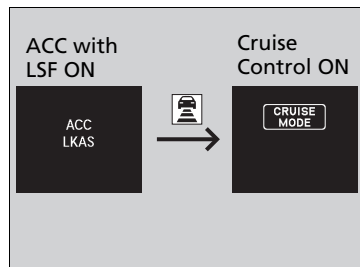 ACC with
LSF ON
Cruise
Control ON
ACC
LKAS
CRUISE
MODE